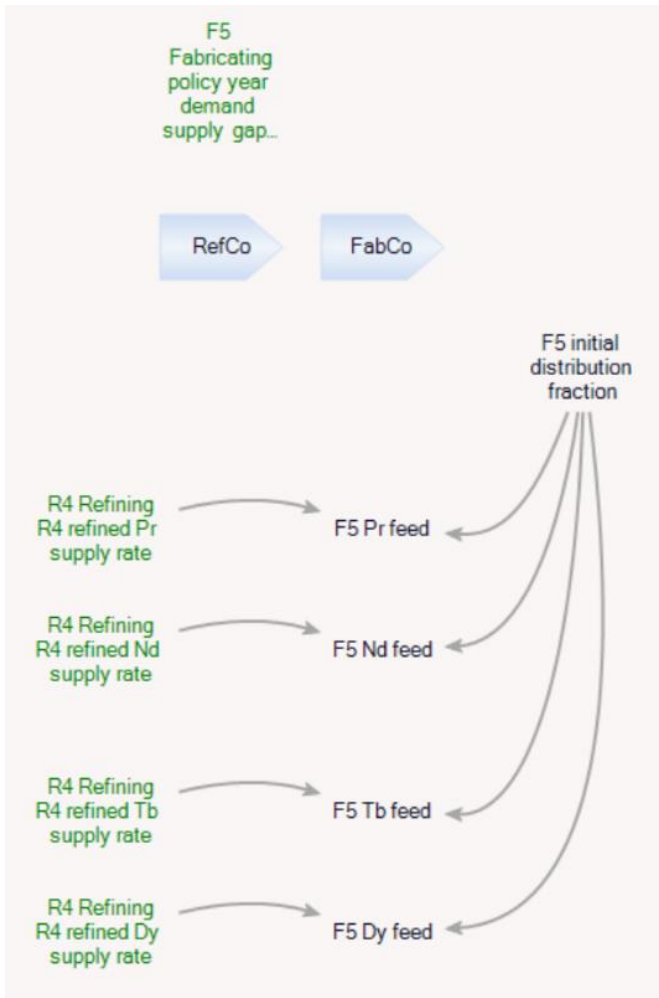 F5
Fabricating
policy year
demand
supply gap...
RefCo
FabCo
F5 initial
distribution
fraction
R4 Refining
R4 refined Pr
supply rate
F5 Pr feed
R4 Refining
R4 refined Nd
supply rate
F5 Nd feed
R4 Refining
R4 refined Tb
supply rate
F5 Tb feed
R4 Refining
R4 refined Dy
supply rate
F5 Dy feed